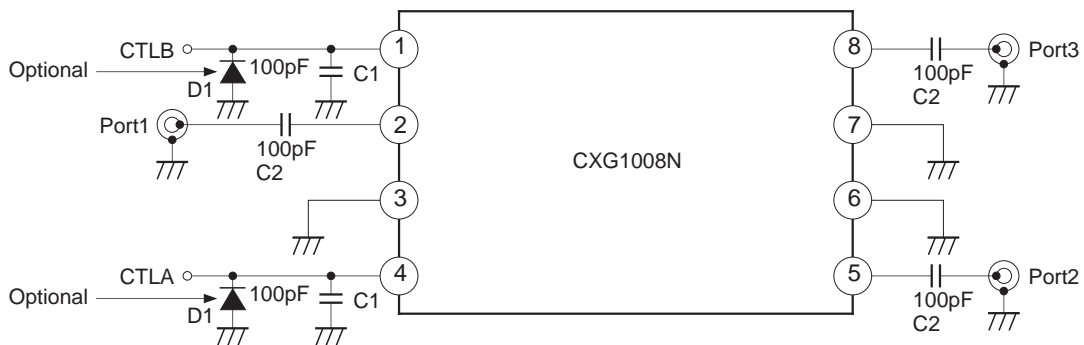 CTLB
Optional
D1
100pF
C1
1
Port1
100pF
C2
2
3
CTLA
Optional
D1
100pF
C1
4
CXG1008N
8
100pF
C2
Port3
7
6
5
100pF
C2
Port2